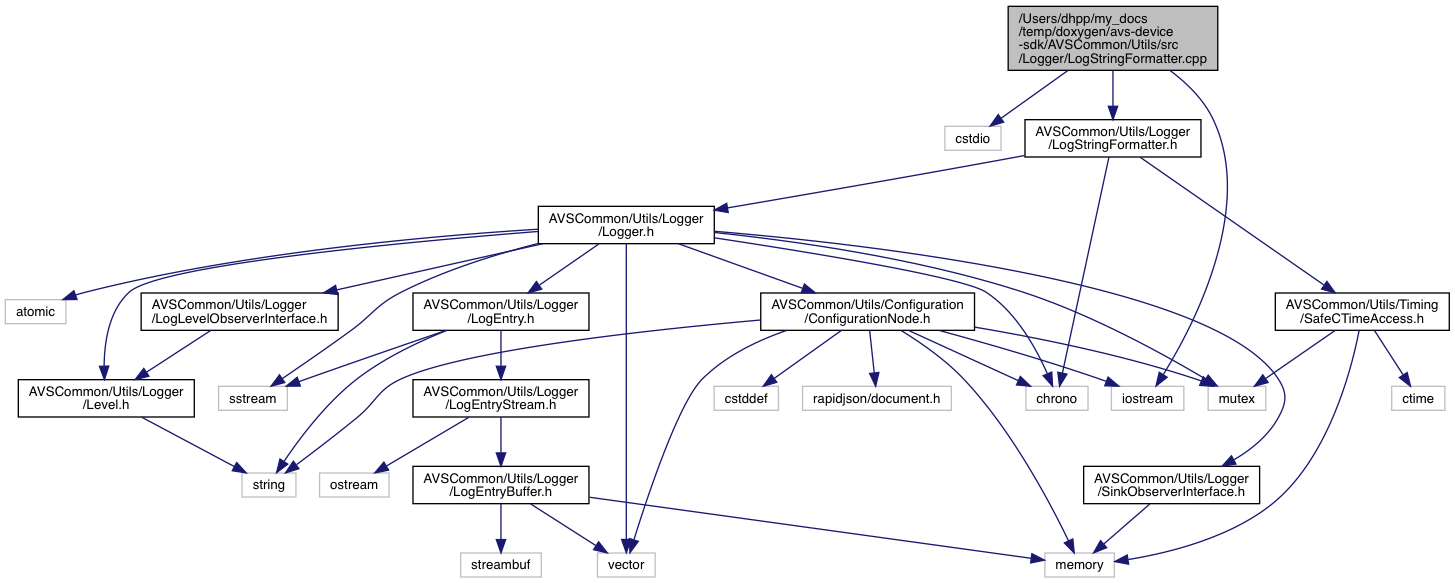 /Users/dhpp/my_docs
/temp/doxygen/avs-device
-sdk/AVSCommon/Utils/src
/Logger/LogStringFormatter.cpp
cstdio
AVSCommon/Utils/Logger
/LogStringFormatter.h
AVSCommon/Utils/Logger
/Logger.h
atomic
AVSCommon/Utils/Logger
/LogLevelObserverInterface.h
AVSCommon/Utils/Logger
/LogEntry.h
AVSCommon/Utils/Configuration
/ConfigurationNode.h
AVSCommon/Utils/Timing
/SafeCTimeAccess.h
AVSCommon/Utils/Logger
/Level.h
sstream
AVSCommon/Utils/Logger
/LogEntryStream.h
cstddef
rapidjson/document.h
chrono
iostream
mutex
ctime
string
ostream
AVSCommon/Utils/Logger
/LogEntryBuffer.h
AVSCommon/Utils/Logger
/SinkObserverInterface.h
streambuf
vector
memory